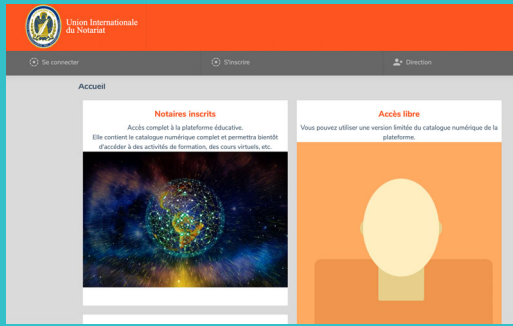 Union Internationale
du Notariat
Se connecter
S'inscrire
Direction
Accueil
Notaires inscrits
Accès complet à la plateforme éducative.
Elle contient le catalogue numérique complet et permettra bientôt
d'accéder à des activités de formation, des cours virtuels, etc.
Accès libre
Vous pouvez utiliser une version limitée du catalogue numérique de la
plateforme.